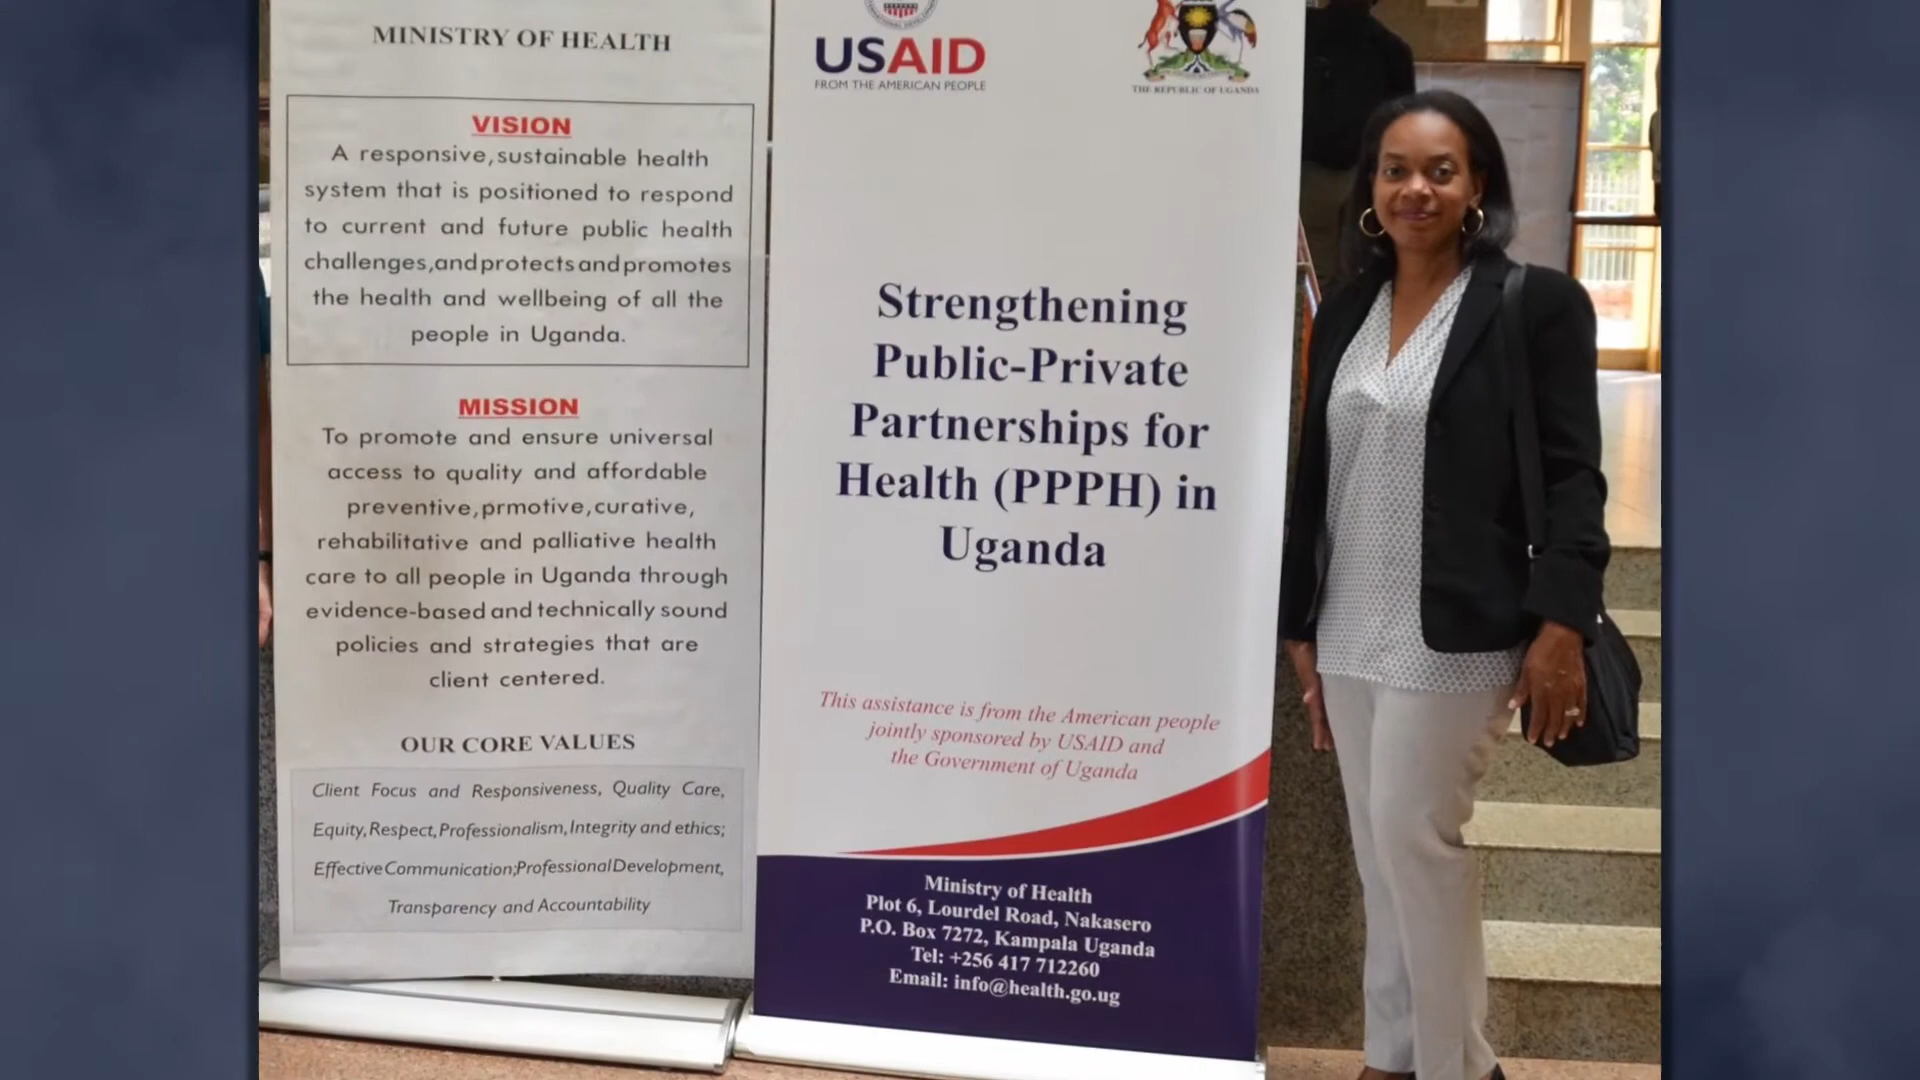 MINISTRY OF HEALTH
VISION
A responsive, sustainable health
system that is positioned to respond
to current and future public health
challenges, and protects and promotes
the health and wellbeing of all the
people in Uganda.
MISSION
To promote and ensure universal
access to quality and affordable
preventive, prmotive, curative,
rehabilitative and palliative health
care to all people in Uganda through
evidence-based and technically sound
policies and strategies that are
client centered.
OUR CORE VALUES
Client Focus and Responsiveness, Quality Care,
Equity, Respect, Professionalism, Integrity and ethics;
Effective Communication; Professional Development,
Transparency and Accountability
USAID
FROM THE AMERICAN PEOPLE
THE REPUBLIC OF UGANDA
Strengthening
Public-Private
Partnerships for
Health (PPPH) in
Uganda
This assistance is from the American people
jointly sponsored by USAID and
the Government of Uganda
Ministry of Health
Plot 6, Lourdel Road, Nakasero
P.O. Box 7272, Kampala Uganda
Tel: +256 417 712260
Email: info@health.go.ug